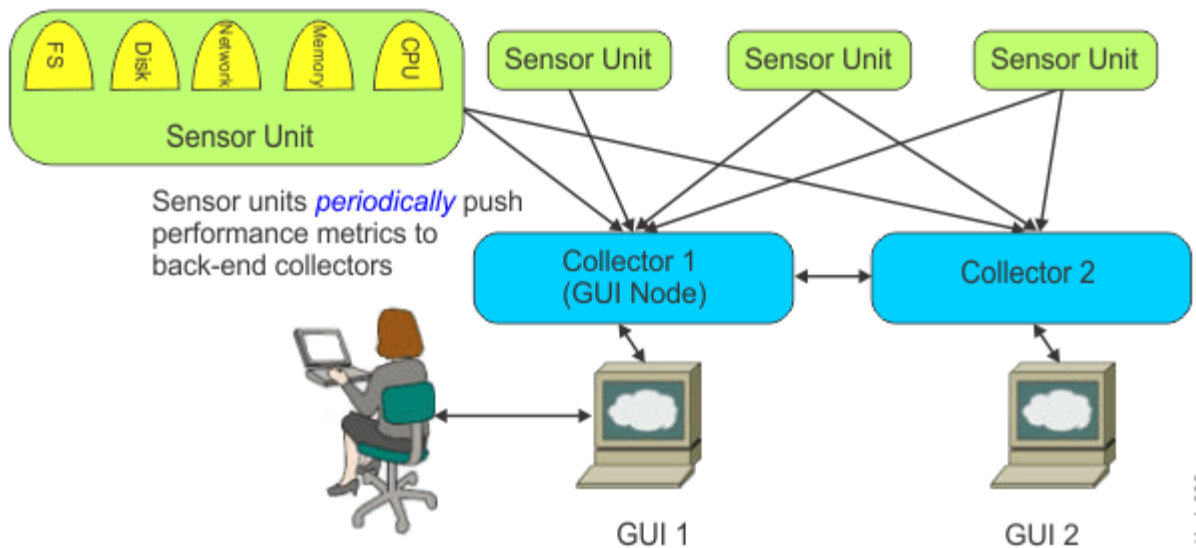 FS
Disk
Network
Memory
CPU
Sensor Unit
Sensor Unit
Sensor Unit
Sensor Unit
Sensor units periodically push
performance metrics to
back-end collectors
Collector 1
(GUI Node)
Collector 2
GUI 1
GUI 2